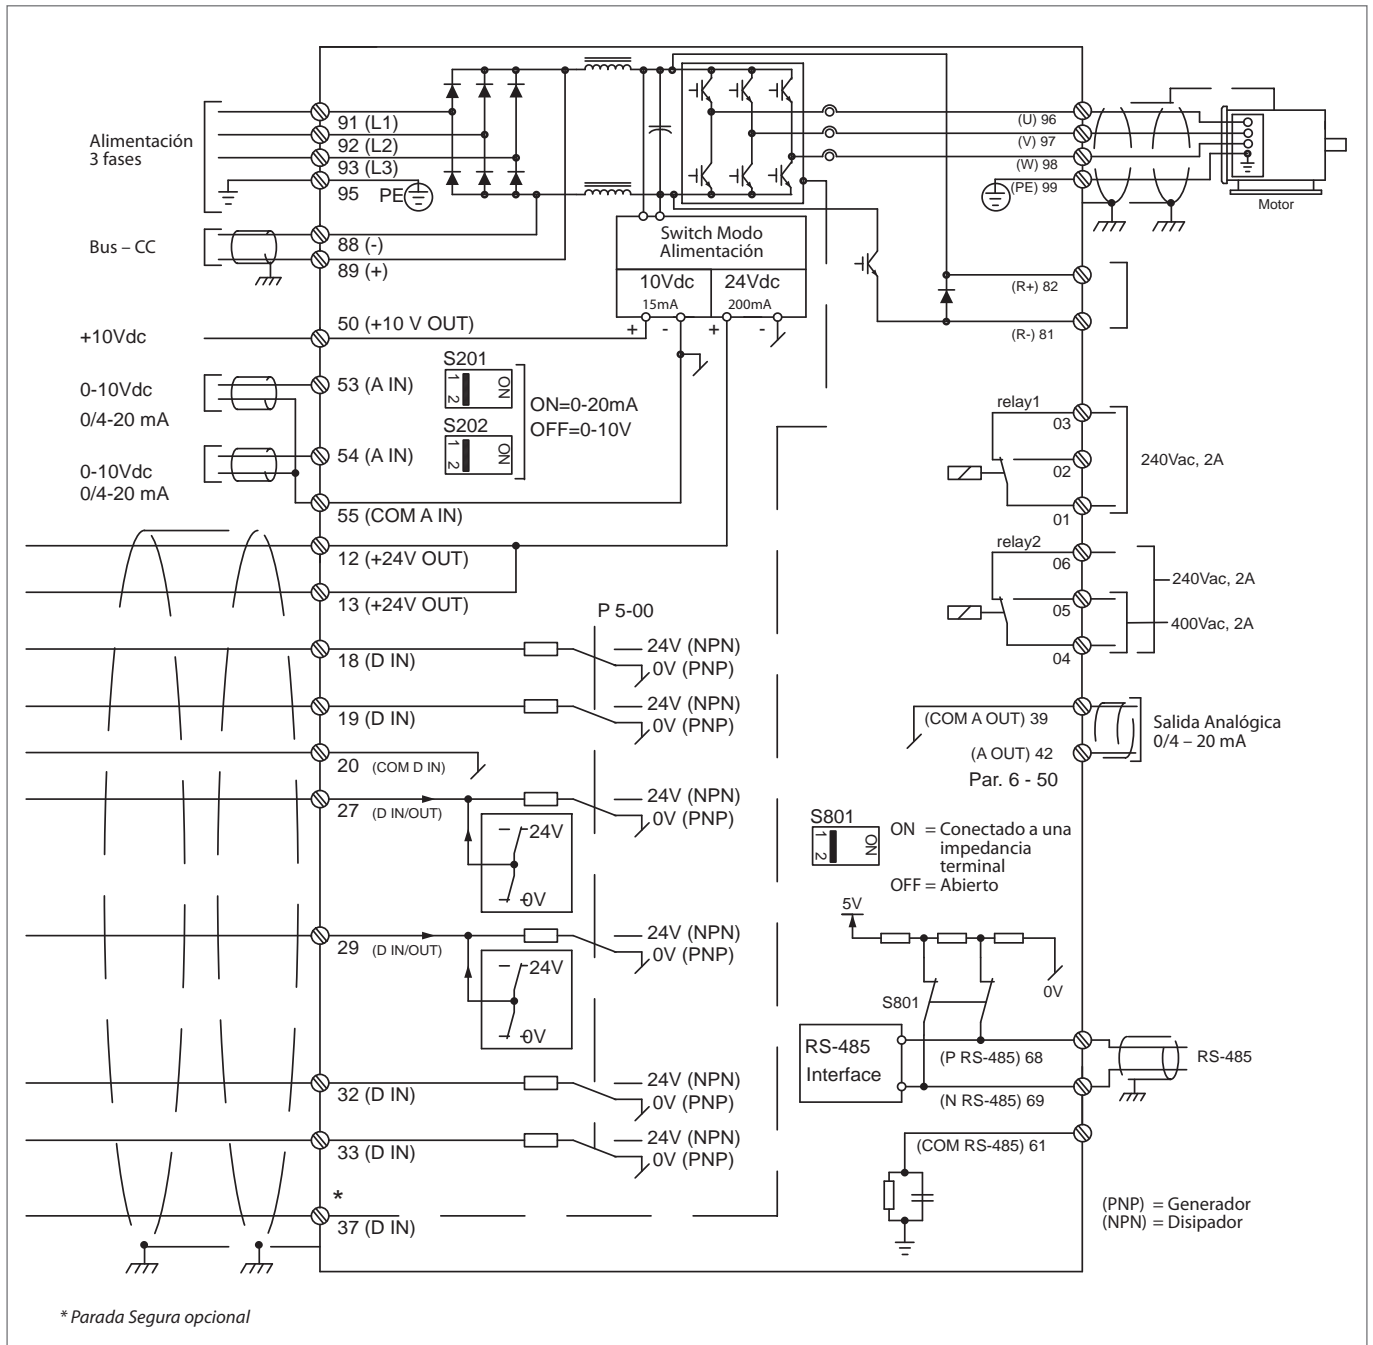 Alimentación
3 fases
91 (L1)
92 (L2)
93 (L3)
95
PE
Bus – CC
88 (-)
89 (+)
+10Vdc
50 (+10 V OUT)
0-10Vdc
0/4-20 mA
53 (A IN)
0-10Vdc
0/4-20 mA
54 (A IN)
55 (COM A IN)
12 (+24V OUT)
13 (+24V OUT)
18 (D IN)
19 (D IN)
20 (COM D IN)
27 (D IN/OUT)
29 (D IN/OUT)
32 (D IN)
33 (D IN)
*
37 (D IN)
S201
1 2
ON
S202
1 2
ON
ON=0-20mA
OFF=0-10V
Switch Modo
Alimentación
10Vdc
15mA
24Vdc
200mA
+ - + -
P 5-00
24V (NPN)
0V (PNP)
24V (NPN)
0V (PNP)
24V (NPN)
0V (PNP)
24V
0V
24V (NPN)
0V (PNP)
24V
0V
24V (NPN)
0V (PNP)
24V (NPN)
0V (PNP)
(U) 96
(V) 97
(W) 98
(PE) 99
Motor
(R+) 82
(R-) 81
relay1
03
02
01
240Vac, 2A
relay2
06
05
04
240Vac, 2A
400Vac, 2A
(COM A OUT) 39
(A OUT) 42
Par. 6 - 50
Salida Analógica
0/4 – 20 mA
S801
1 2
ON
ON = Conectado a una
impedancia
terminal
OFF = Abierto
5V
0V
S801
RS-485
Interface
(P RS-485) 68
(N RS-485) 69
(COM RS-485) 61
RS-485
(PNP) = Generador
(NPN) = Disipador
* Parada Segura opcional